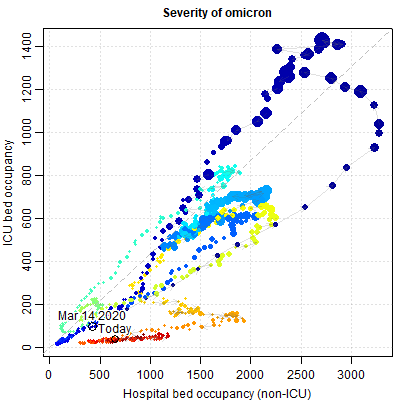 Severity of omicron
ICU bed occupancy
1400
1200
1000
800
600
400
200
0
Mar 14 2020
Today
0 500 1000 1500 2000 2500 3000
Hospital bed occupancy (non-ICU)